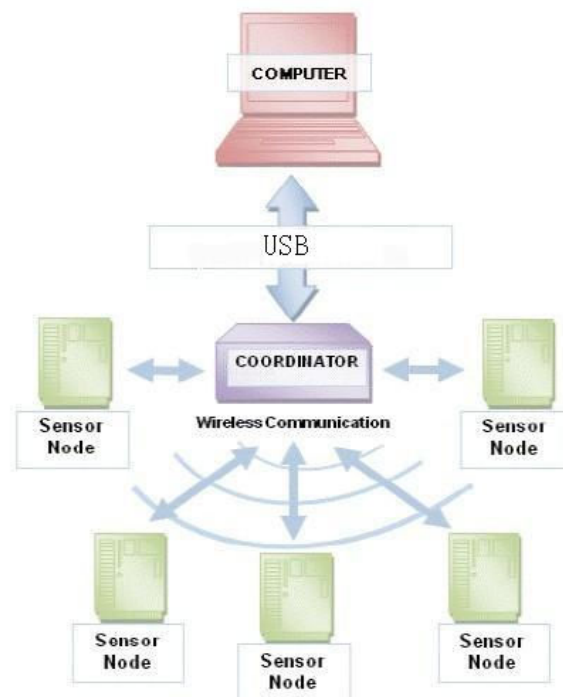 COMPUTER
USB
COORDINATOR
Wireless Communication
Sensor
Node
Sensor
Node
Sensor
Node
Sensor
Node
Sensor
Node